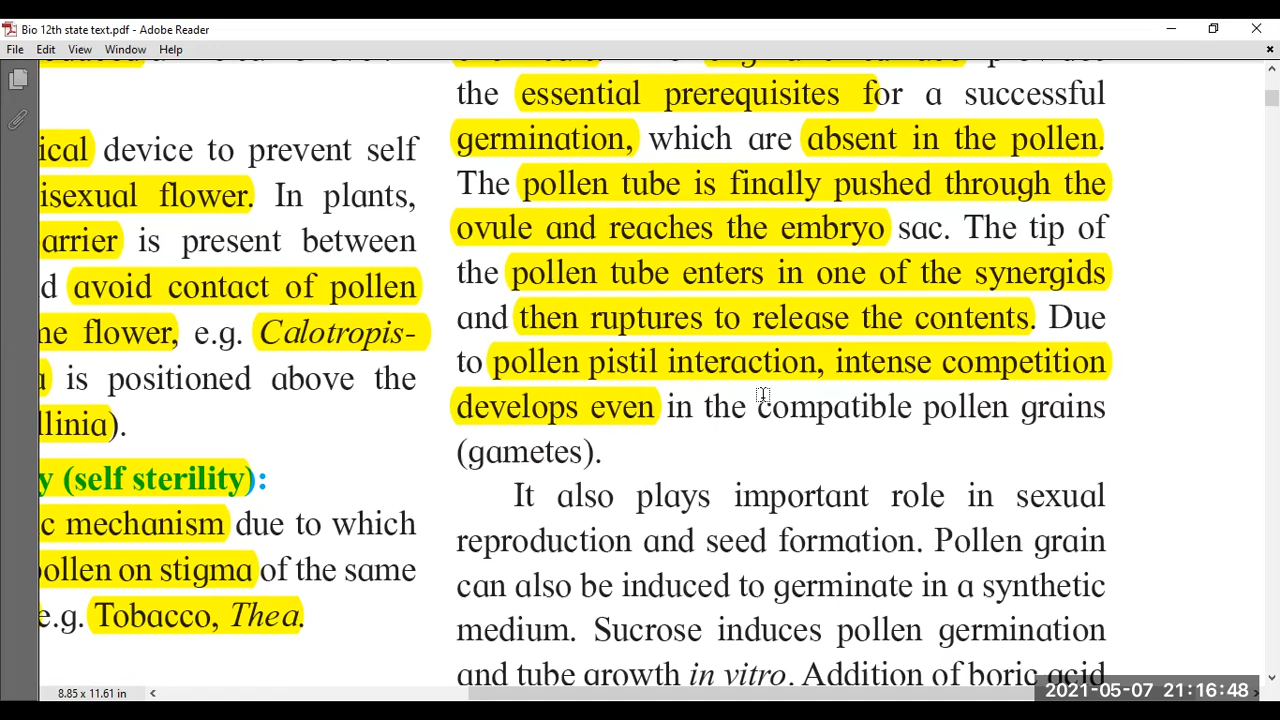 Bio 12th state text.pdf - Adobe Reader
File Edit View Window Help
ical device to prevent self
isexual flower. In plants,
arrier is present between
d avoid contact of pollen
ne flower, e.g. Calotropis-
is positioned above the
llinia).
y (self sterility):
c mechanism due to which
pollen on stigma of the same
e.g. Tobacco, Thea.
the essential prerequisites for a successful
germination, which are absent in the pollen.
The pollen tube is finally pushed through the
ovule and reaches the embryo sac. The tip of
the pollen tube enters in one of the synergids
and then ruptures to release the contents. Due
to pollen pistil interaction, intense competition
develops even in the compatible pollen grains
(gametes).
It also plays important role in sexual
reproduction and seed formation. Pollen grain
can also be induced to germinate in a synthetic
medium. Sucrose induces pollen germination
and tube growth in vitro. Addition of boric acid
8.85 x 11.61 in
2021-05-07 21:16:48